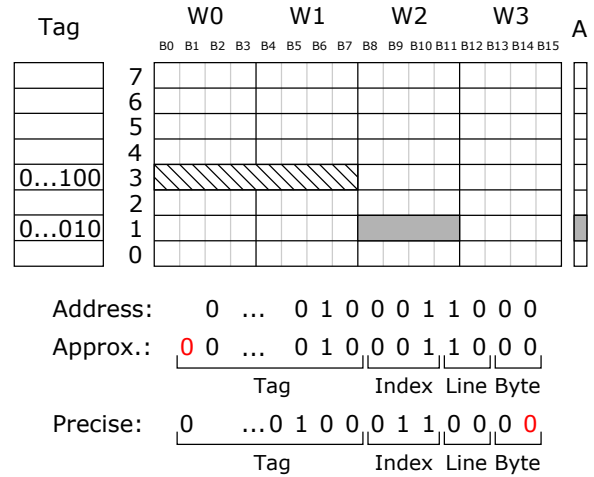 Tag W0 W1 W2 W3 A
B0 B1 B2 B3 B4 B5 B6 B7 B8 B9 B10 B11 B12 B13 B14 B15
7
6
5
4
0...100 3
2
0...010 1
0
Address: 0 ... 0 1 0 0 0 1 1 0 0 0
Approx.: 0 0 ... 0 1 0 0 0 1 1 0 0 0
Tag Index Line Byte
Precise: 0 ...0 1 0 0 0 1 1 0 0 0 0
Tag Index Line Byte